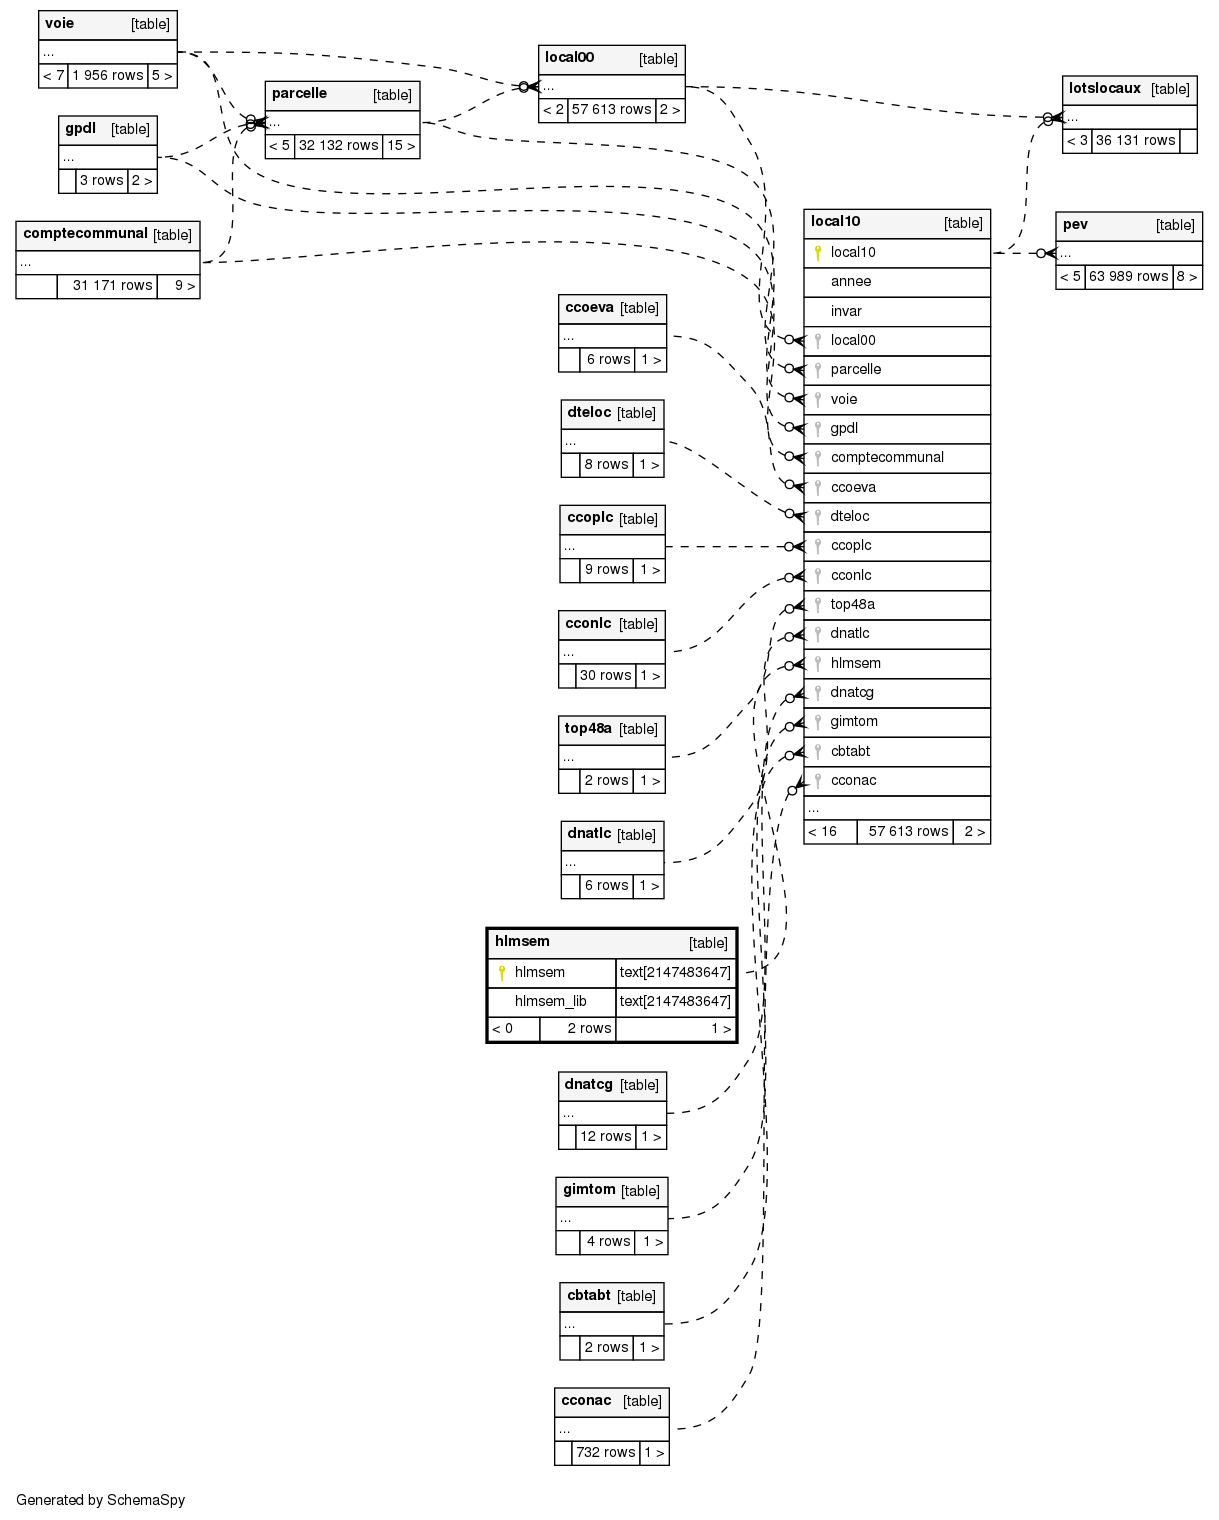 voie [table]
...
< 7 1 956 rows 5 >
local00 [table]
...
< 2 57 613 rows 2 >
parcelle [table]
...
< 5 32 132 rows 15 >
lotslocaux [table]
...
< 3 36 131 rows
gpdl [table]
...
3 rows 2 >
comptecommunal [table]
...
31 171 rows 9 >
local10 [table]
local10
annee
invar
local00
parcelle
voie
gpdl
comptecommunal
ccoeva
dteloc
ccoplc
cconlc
top48a
dnatlc
hlmsem
dnatcg
gimtom
cbtabt
cconac
...
< 16 57 613 rows 2 >
pev [table]
...
< 5 63 989 rows 8 >
ccoeva [table]
...
6 rows 1 >
dteloc [table]
...
8 rows 1 >
ccoplc [table]
...
9 rows 1 >
cconlc [table]
...
30 rows 1 >
top48a [table]
...
2 rows 1 >
dnatlc [table]
...
6 rows 1 >
hlmsem [table]
hlmsem text[2147483647]
hlmsem_lib text[2147483647]
< 0 2 rows 1 >
dnatcg [table]
...
12 rows 1 >
gimtom [table]
...
4 rows 1 >
cbtabt [table]
...
2 rows 1 >
cconac [table]
...
732 rows 1 >
Generated by SchemaSpy